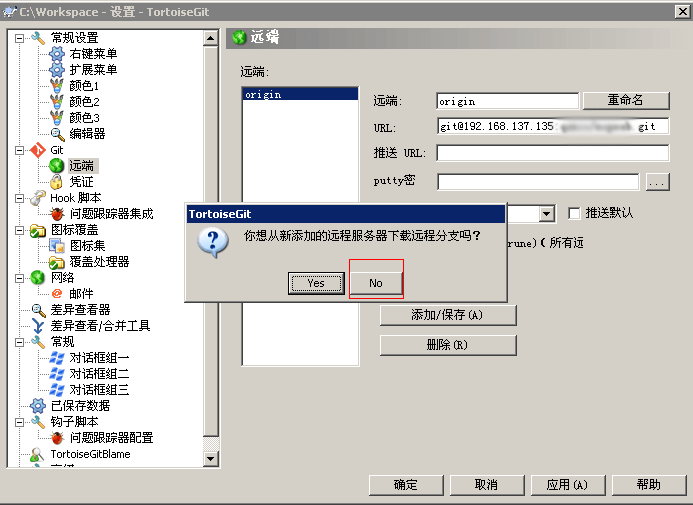 C:\Workspace - 设置 - TortoiseGit
常规设置
右键菜单
扩展菜单
颜色1
颜色2
颜色3
编辑器
Git
远端
凭证
Hook 脚本
问题跟踪器集成
图标覆盖
图标集
覆盖处理器
网络
邮件
差异查看器
差异查看/合并工具
常规
对话框组一
对话框组二
对话框组三
已保存数据
钩子脚本
问题跟踪器配置
TortoiseGitBlame
远端
远端:
origin
远端:
origin
重命名
URL:
git@192.168.137.135: .git
推送 URL:
putty密
...
推送默认
rune)(所有远
TortoiseGit
你想从新添加的远程服务器下载远程分支吗?
Yes
No
添加/保存(A)
删除(R)
确定
取消
应用(A)
帮助